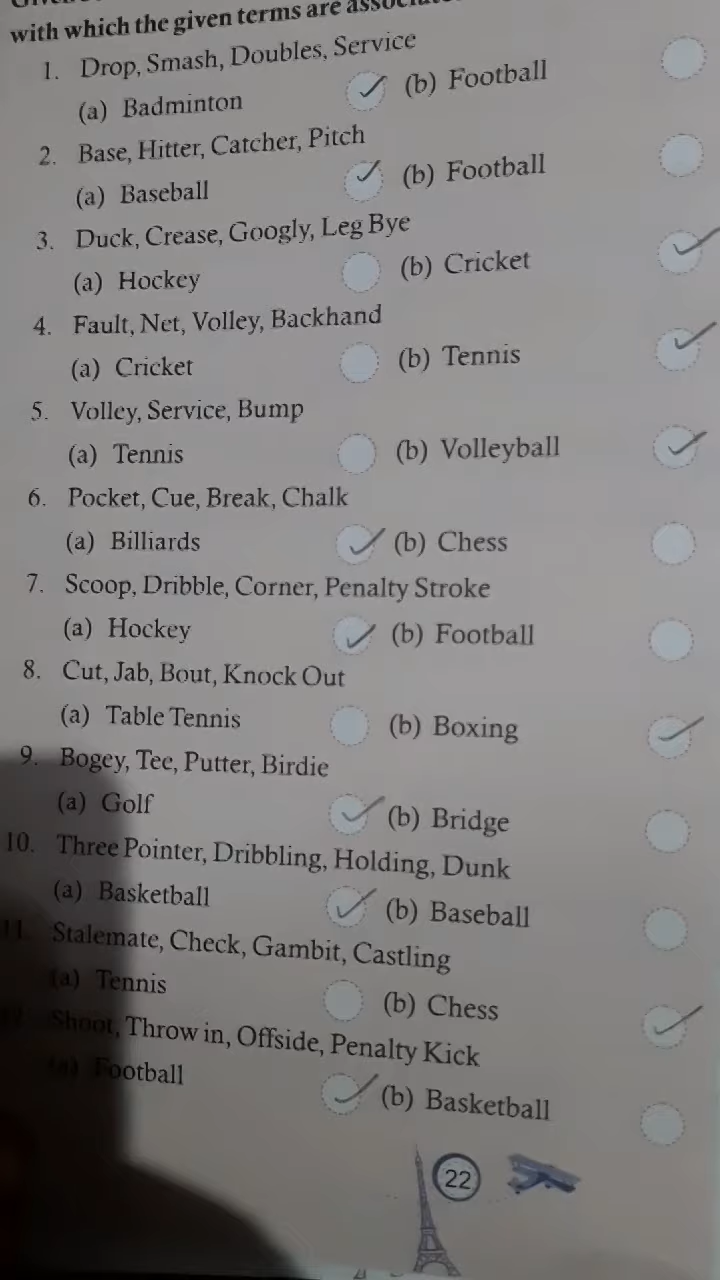 with which the given terms are
1. Drop, Smash, Doubles, Service
(a) Badminton (b) Football
2. Base, Hitter, Catcher, Pitch
(a) Baseball (b) Football
3. Duck, Crease, Googly, Leg Bye
(a) Hockey (b) Cricket
4. Fault, Net, Volley, Backhand
(a) Cricket (b) Tennis
5. Volley, Service, Bump
(a) Tennis (b) Volleyball
6. Pocket, Cue, Break, Chalk
(a) Billiards (b) Chess
7. Scoop, Dribble, Corner, Penalty Stroke
(a) Hockey (b) Football
8. Cut, Jab, Bout, Knock Out
(a) Table Tennis (b) Boxing
9. Bogey, Tee, Putter, Birdie
(a) Golf (b) Bridge
10. Three Pointer, Dribbling, Holding, Dunk
(a) Basketball (b) Baseball
11. Stalemate, Check, Gambit, Castling
(a) Tennis (b) Chess
Shoot, Throw in, Offside, Penalty Kick
(a) Football (b) Basketball
22